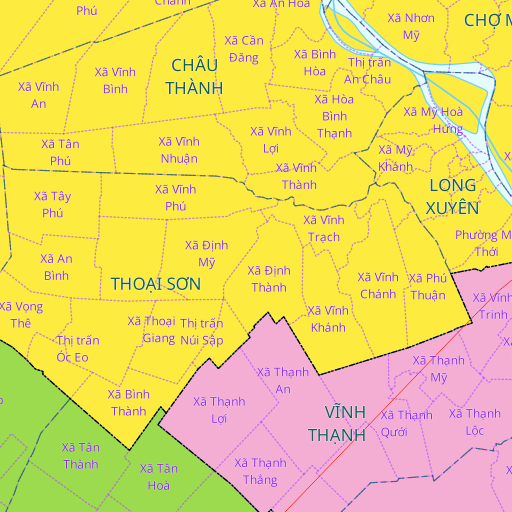 Phú
Xã An Hoà
Xã Nhơn
Mỹ
CHỢ M
Xã Cần
Đăng
Xã Bình
Hòa
Thị trấn
An Châu
CHÂU
THÀNH
Xã Vĩnh
Bình
Xã Vĩnh
An
Xã Hòa
Bình
Thạnh
Xã Mỹ Hoà
Hưng
Xã Vĩnh
Lợi
Xã Tân
Phú
Xã Vĩnh
Nhuận
Xã Mỹ
Khánh
Xã Vĩnh
Thành
LONG
XUYÊN
Xã Tây
Phú
Xã Vĩnh
Phú
Xã Vĩnh
Trạch
Phường M
Thới
Xã Định
Mỹ
Xã An
Bình
Xã Định
Thành
THOẠI SƠN
Xã Vĩnh
Chánh
Xã Phú
Thuận
Xã Vọng
Thê
Xã Vĩnh
Khánh
Xã Vĩnh
Trinh
Xã Thoại
Giang
Thị trấn
Núi Sập
Thị trấn
Óc Eo
Xã Thạnh
An
Xã Thạnh
Mỹ
Xã Bình
Thành
Xã Thạnh
Lợi
VĨNH
THẠNH
Xã Thạnh
Quới
Xã Thạnh
Lộc
Xã Tân
Thành
Xã Tân
Hoà
Xã Thạnh
Thắng